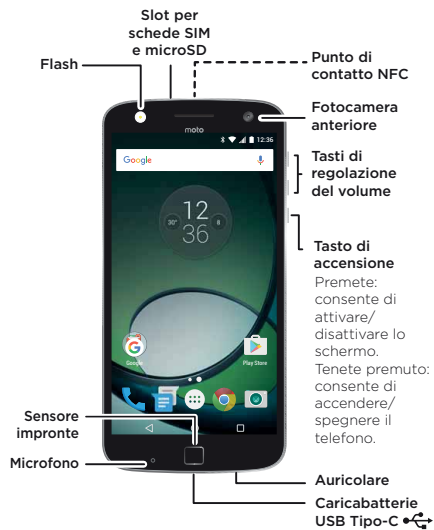 Slot per
schede SIM
e microSD
Flash
Punto di
contatto NFC
Fotocamera
anteriore
moto
12:36
Google
Tasti di
regolazione
del volume
12
36
30°
86%
Tasto di
accensione
Premete:
consente di
attivare/
disattivare lo
schermo.
Tenete premuto:
consente di
accendere/
spegnere il
telefono.
Google
Play Store
Sensore
impronte
Microfono
Auricolare
Caricabatterie
USB Tipo-C